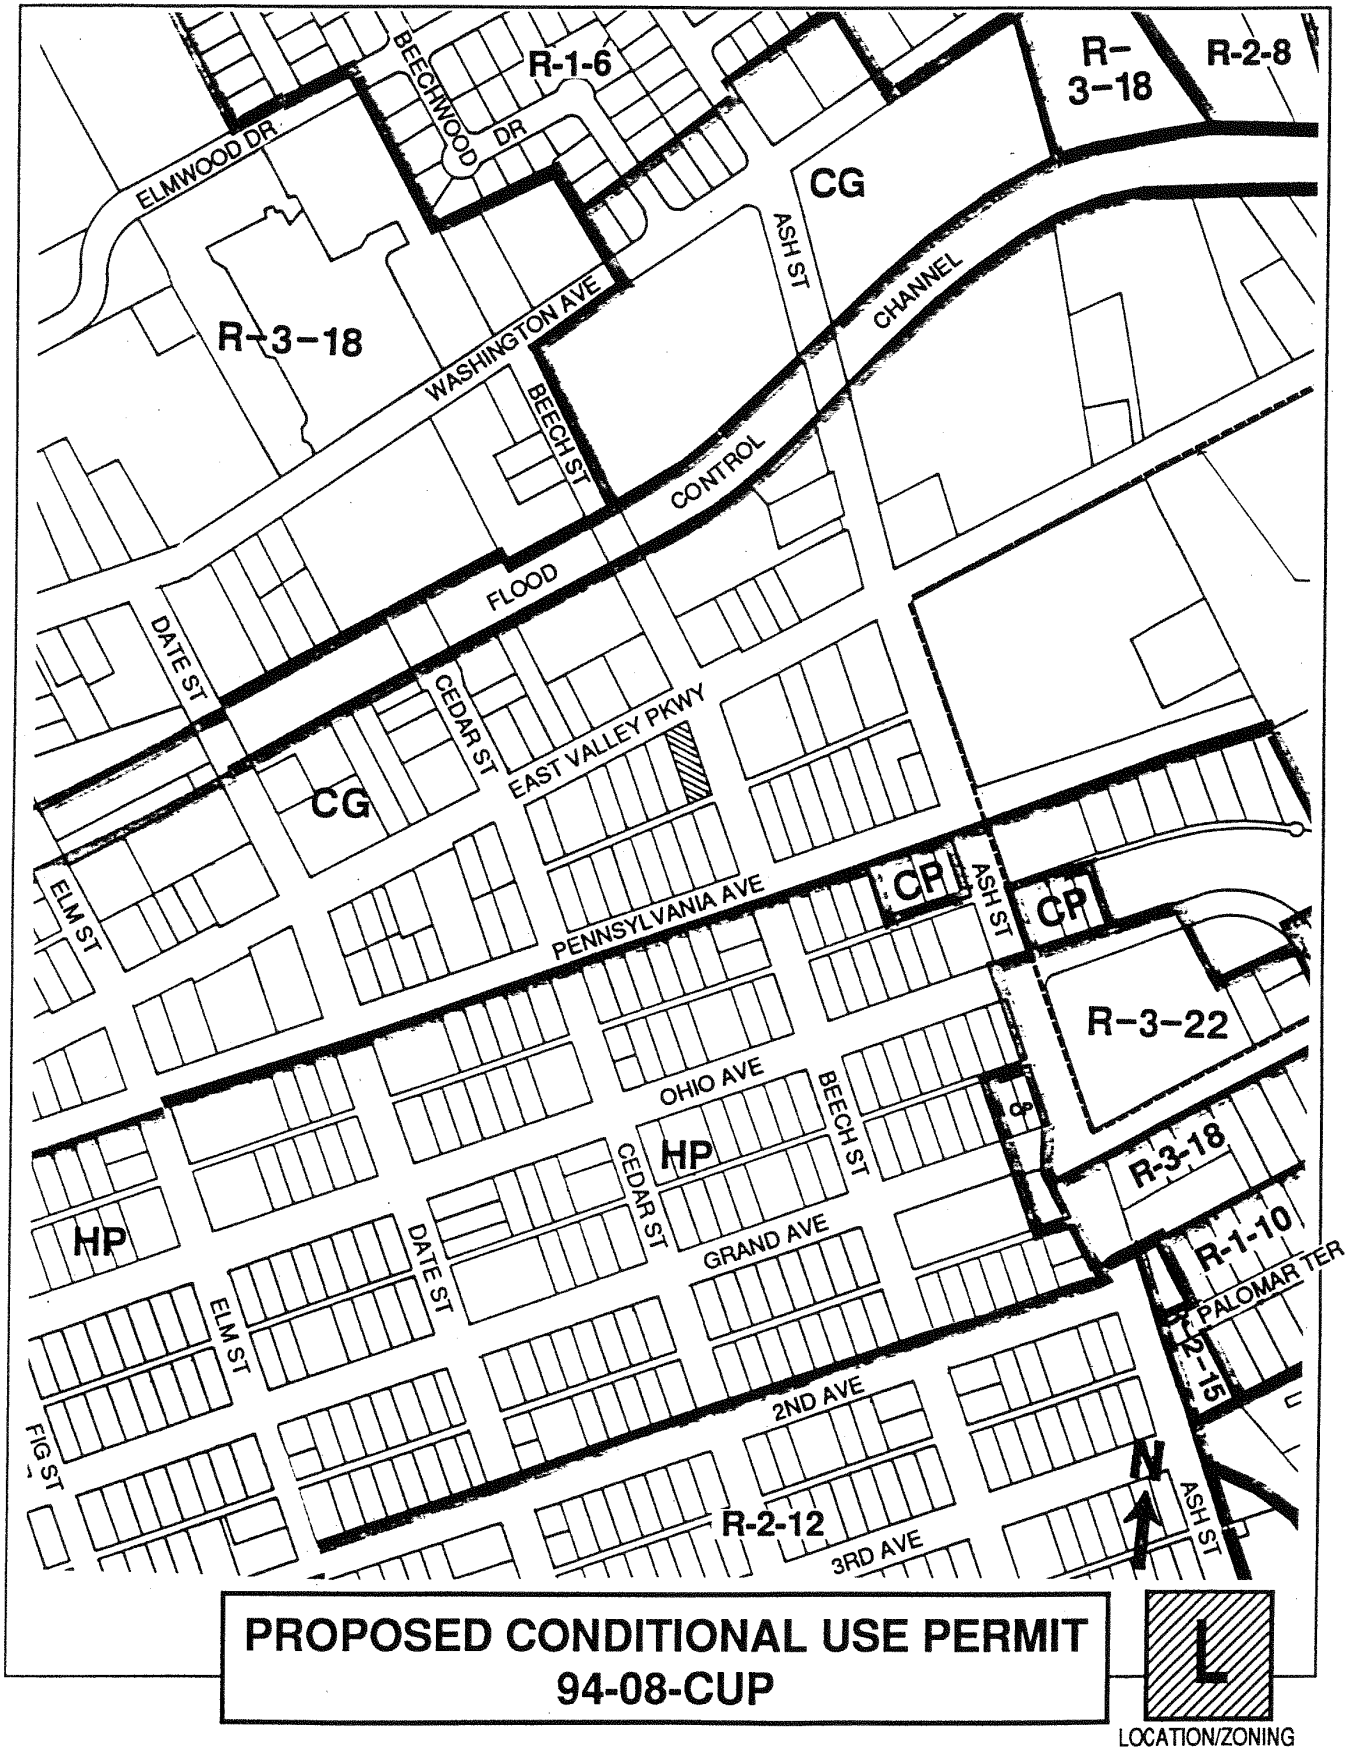 BEECHWOOD
DR
R-1-6
R-
3-18
R-2-8
ELMWOOD DR
CG
ASH ST
CHANNEL
R-3-18
WASHINGTON AVE
BEECH ST
CONTROL
FLOOD
DATE ST
CEDAR ST
EAST VALLEY PKWY
CG
ELM ST
PENNSYLVANIA AVE
CP
ASH ST
CP
R-3-22
OHIO AVE
BEECH ST
CP
HP
CEDAR ST
R-3-18
HP
DATE ST
GRAND AVE
R-1-10
PALOMAR TER
ELM ST
R-2-15
2ND AVE
FIG ST
N
ASH ST
R-2-12
3RD AVE
PROPOSED CONDITIONAL USE PERMIT
94-08-CUP
L
LOCATION/ZONING